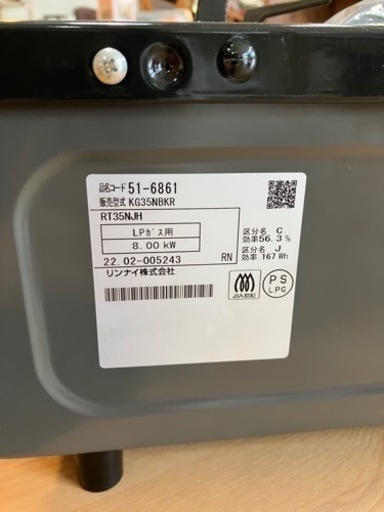 品名コード 51-6861
販売型式 KG35NBKR
RT35NJH
LPガス用
8.00 kW
22.02-005243
RN
リンナイ株式会社
区分名 C
効率56.3 %
区分名 J
効率 167 Wh
JIA
PS
LPG